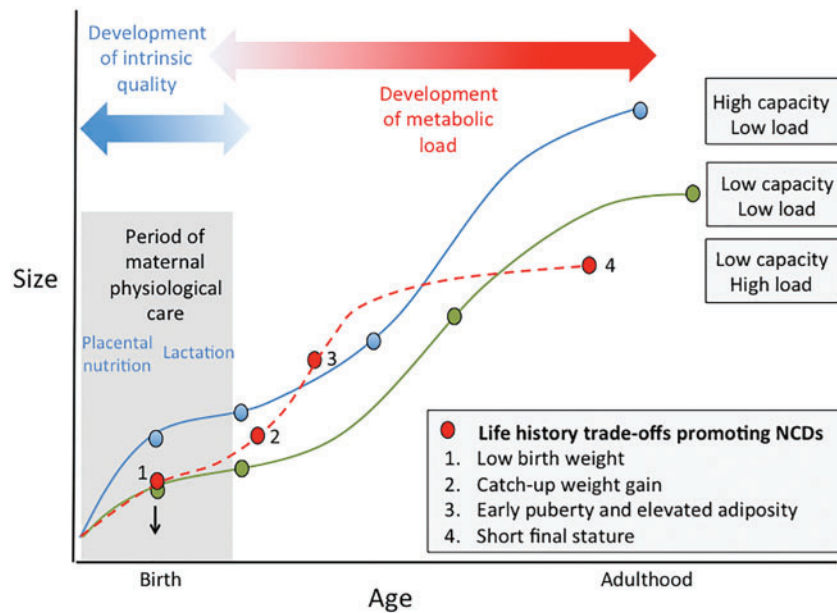 Development
of intrinsic
quality
Development
of metabolic
load
High capacity
Low load
Low capacity
Low load
Low capacity
High load
Period of
maternal
physiological
care
Placental
nutrition
Lactation
Size
1
2
3
4
Life history trade-offs promoting NCDs
1. Low birth weight
2. Catch-up weight gain
3. Early puberty and elevated adiposity
4. Short final stature
Birth
Age
Adulthood